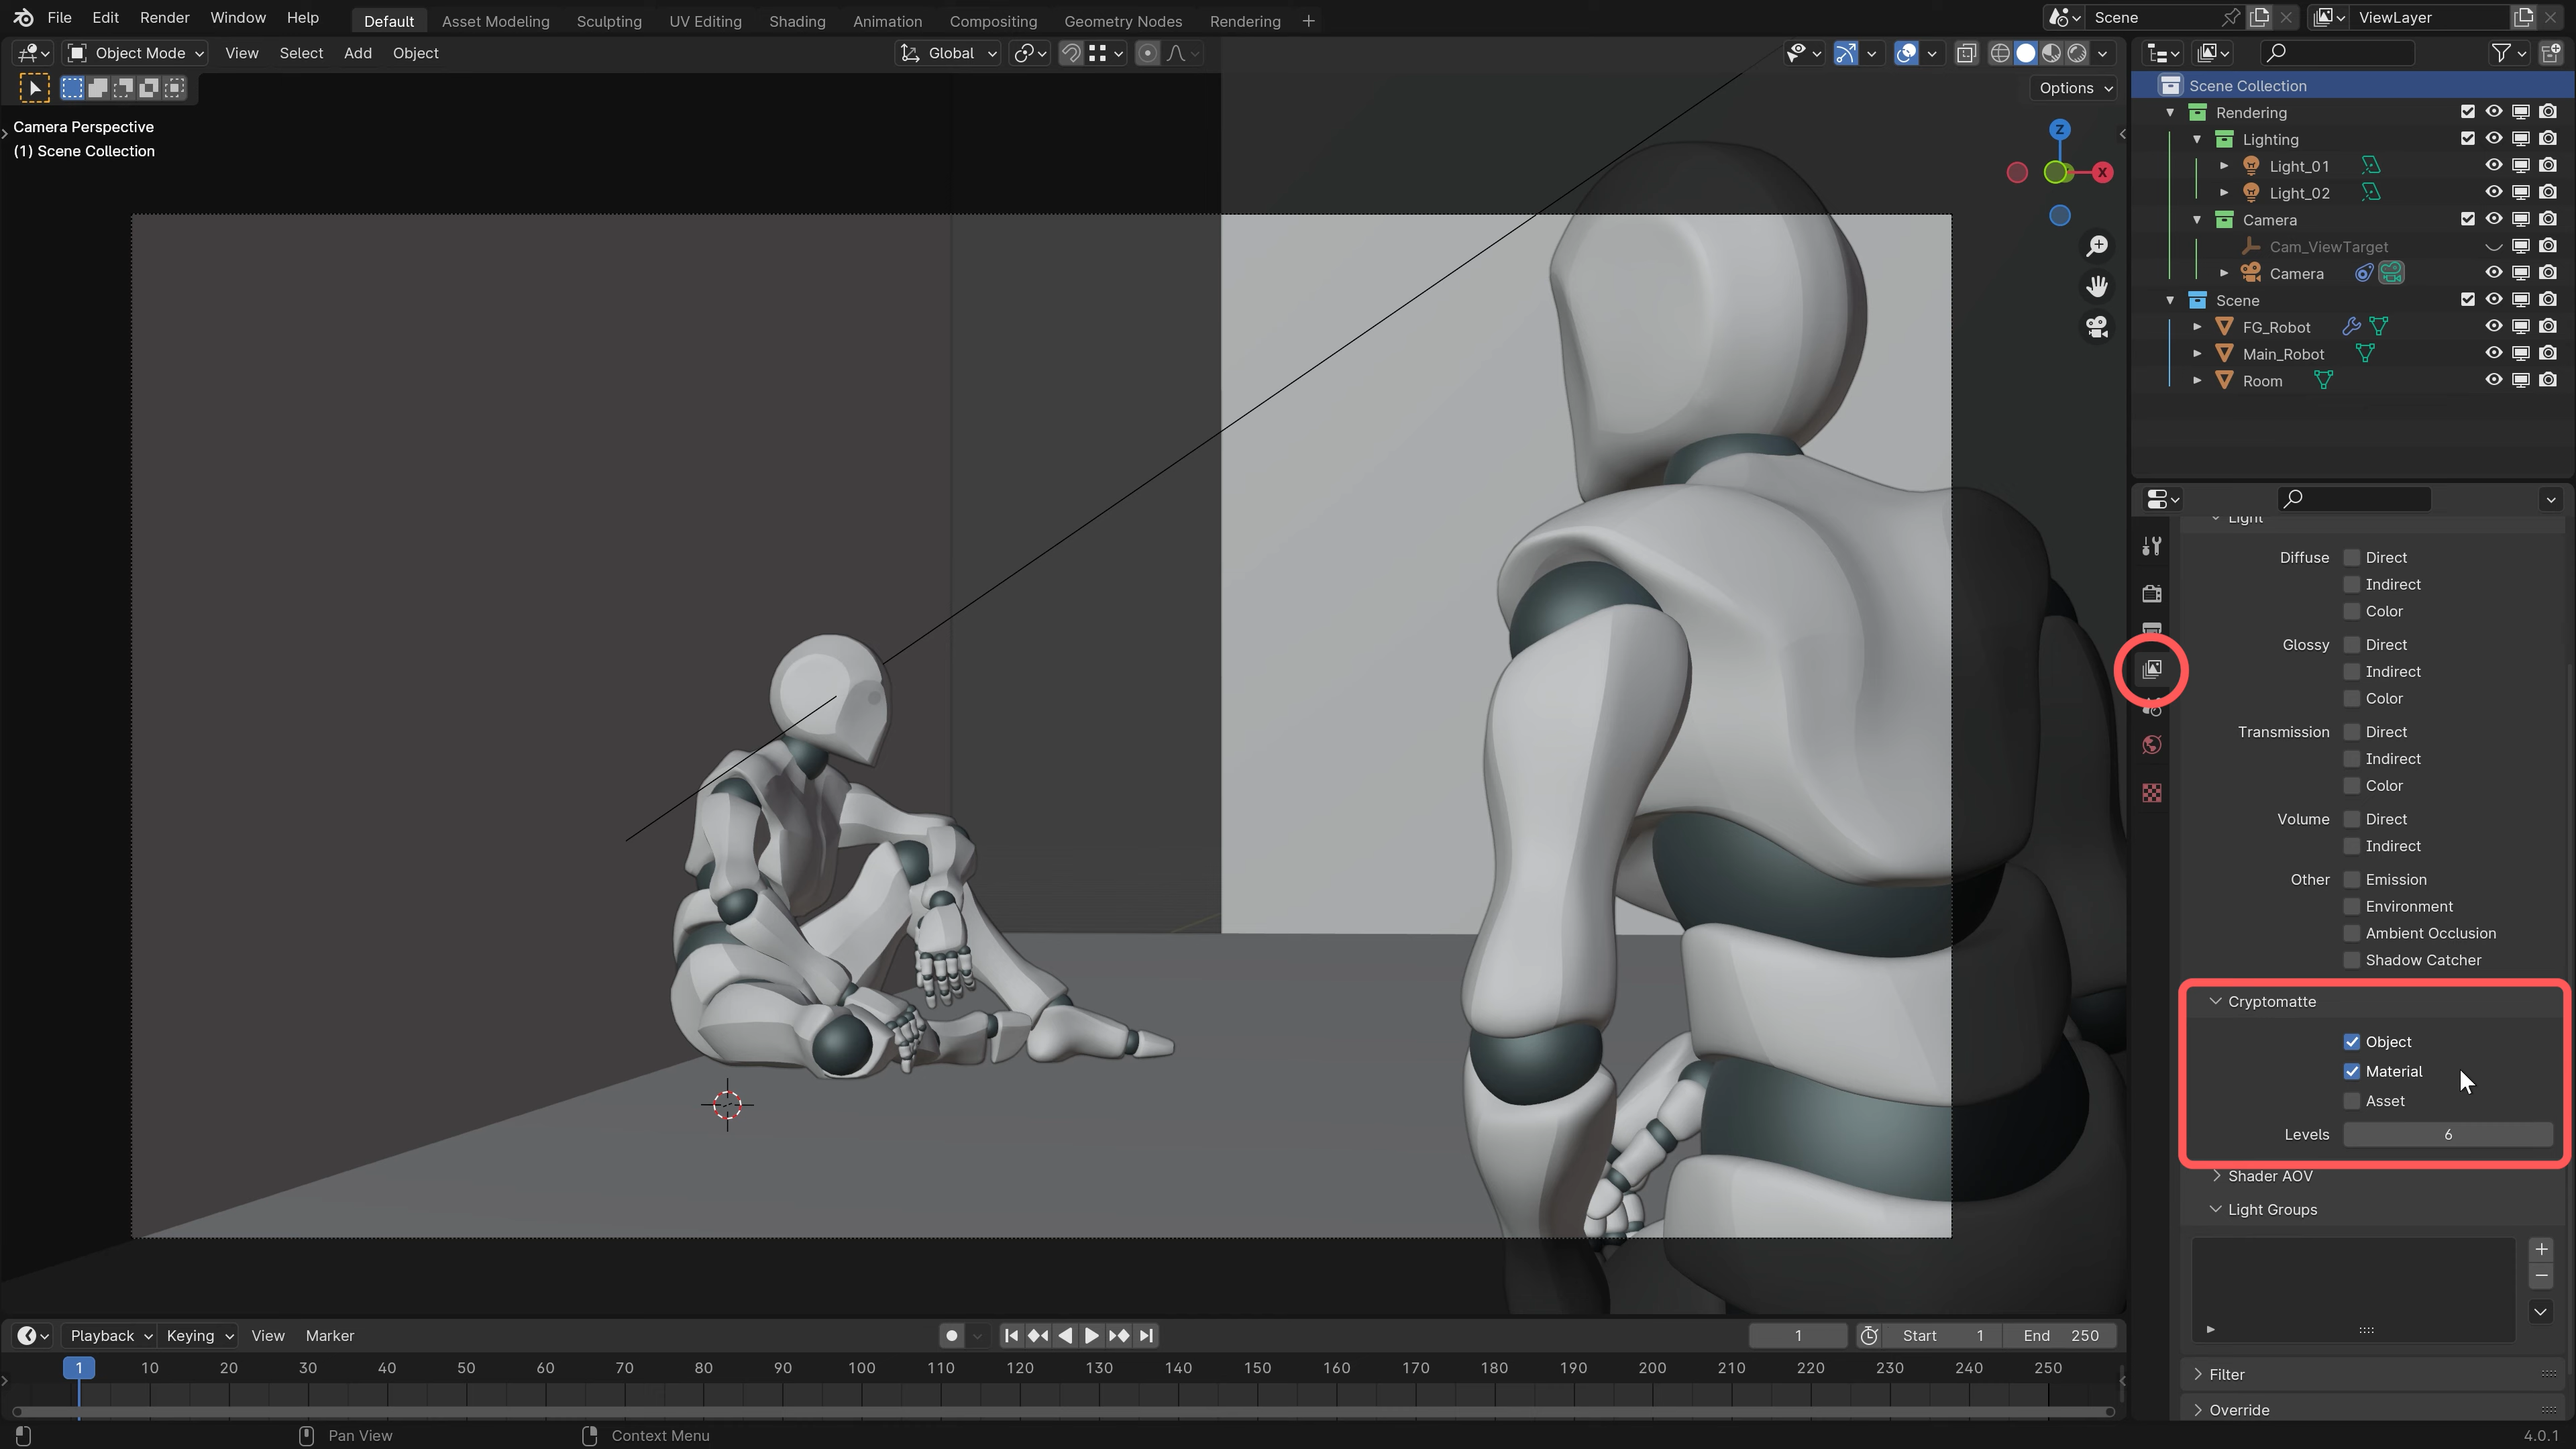 File Edit Render Window Help Default Asset Modeling Sculpting UV Editing Shading Animation Compositing Geometry Nodes Rendering + Scene ViewLayer
Object Mode View Select Add Object Global
Options
Camera Perspective
(1) Scene Collection
Z
X
Scene Collection
Rendering
Lighting
Light_01
Light_02
Camera
Cam_ViewTarget
Camera
Scene
FG_Robot
Main_Robot
Room
Light
Diffuse Direct
Indirect
Color
Glossy Direct
Indirect
Color
Transmission Direct
Indirect
Color
Volume Direct
Indirect
Other Emission
Environment
Ambient Occlusion
Shadow Catcher
Cryptomatte
Object
Material
Asset
Levels 6
Shader AOV
Light Groups
Filter
Override
Playback Keying View Marker 1 Start 1 End 250
1 10 20 30 40 50 60 70 80 90 100 110 120 130 140 150 160 170 180 190 200 210 220 230 240 250
Pan View Context Menu 4.0.1